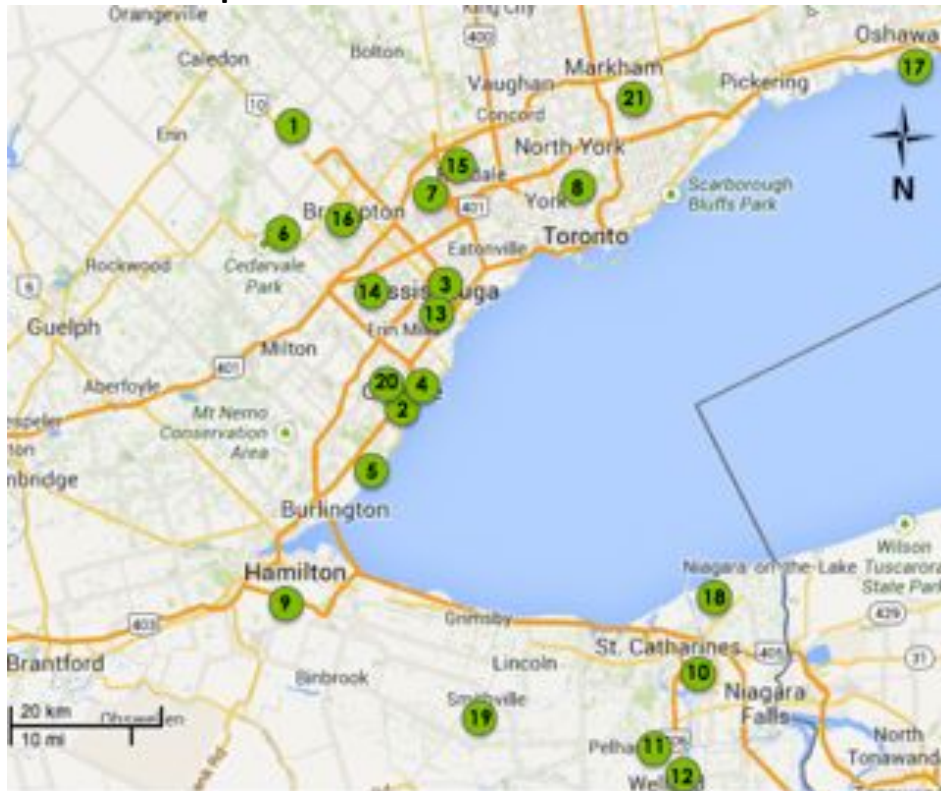 Orangeville
King City
400
Caledon
Bolton
Oshawa
17
Vaughan
Markham
Pickering
21
10
1
Concord
Erin
North York
15
7
401
York
8
Scarborough
Bluffs Park
N
16
6
Eatonville
Toronto
Rockwood
Cedarvale
Park
6
14
3
13
Guelph
Erin
Milton
401
20
4
2
Aberfoyle
Mt Nemo
Conservation
Area
5
Burlington
Hamilton
9
Niagara-on-the-Lake
Wilson
Tuscarora
State Park
18
429
403
Grimsby
St. Catharines
405
31
Brantford
Binbrook
Lincoln
10
Niagara
Falls
Smithville
19
20 km
10 mi
Pelham
11
12
North
Tonawand